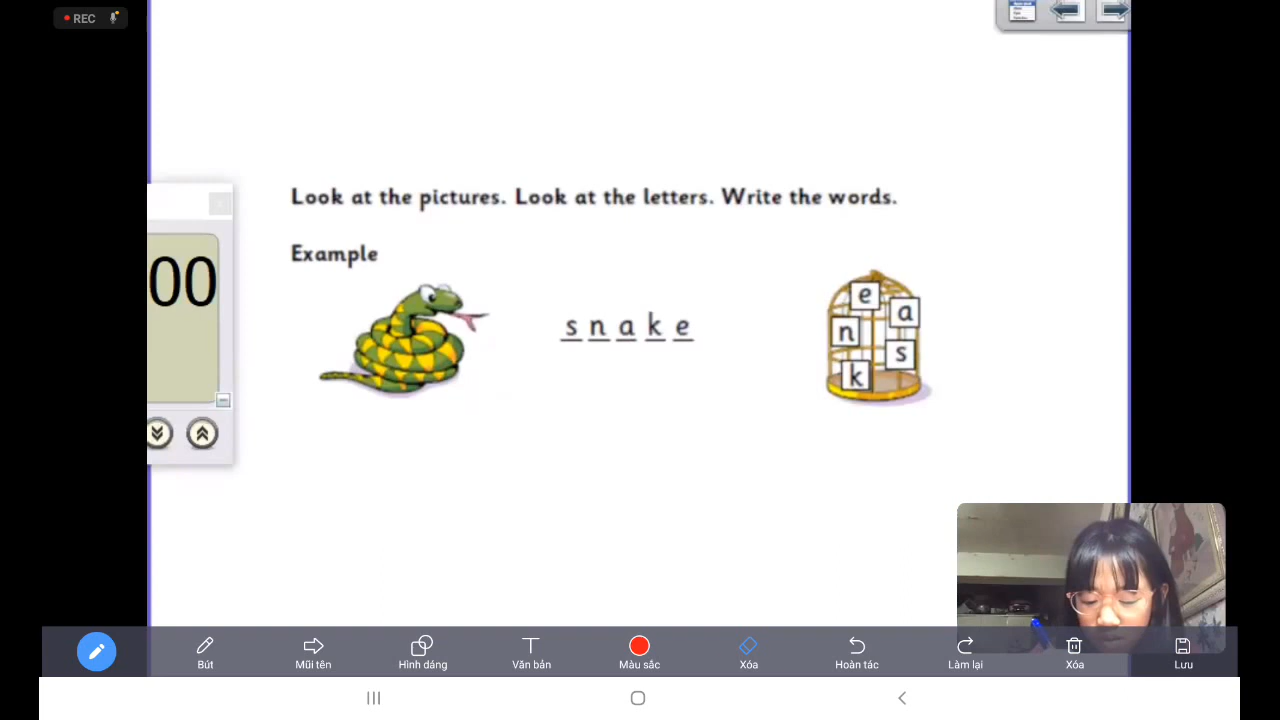 REC
Look at the pictures. Look at the letters. Write the words.
Example
00
s n a k e
e
a
n
s
k
Bút
Mũi tên
Hình dáng
Văn bản
Màu sắc
Xóa
Hoàn tác
Làm lại
Xóa
Lưu